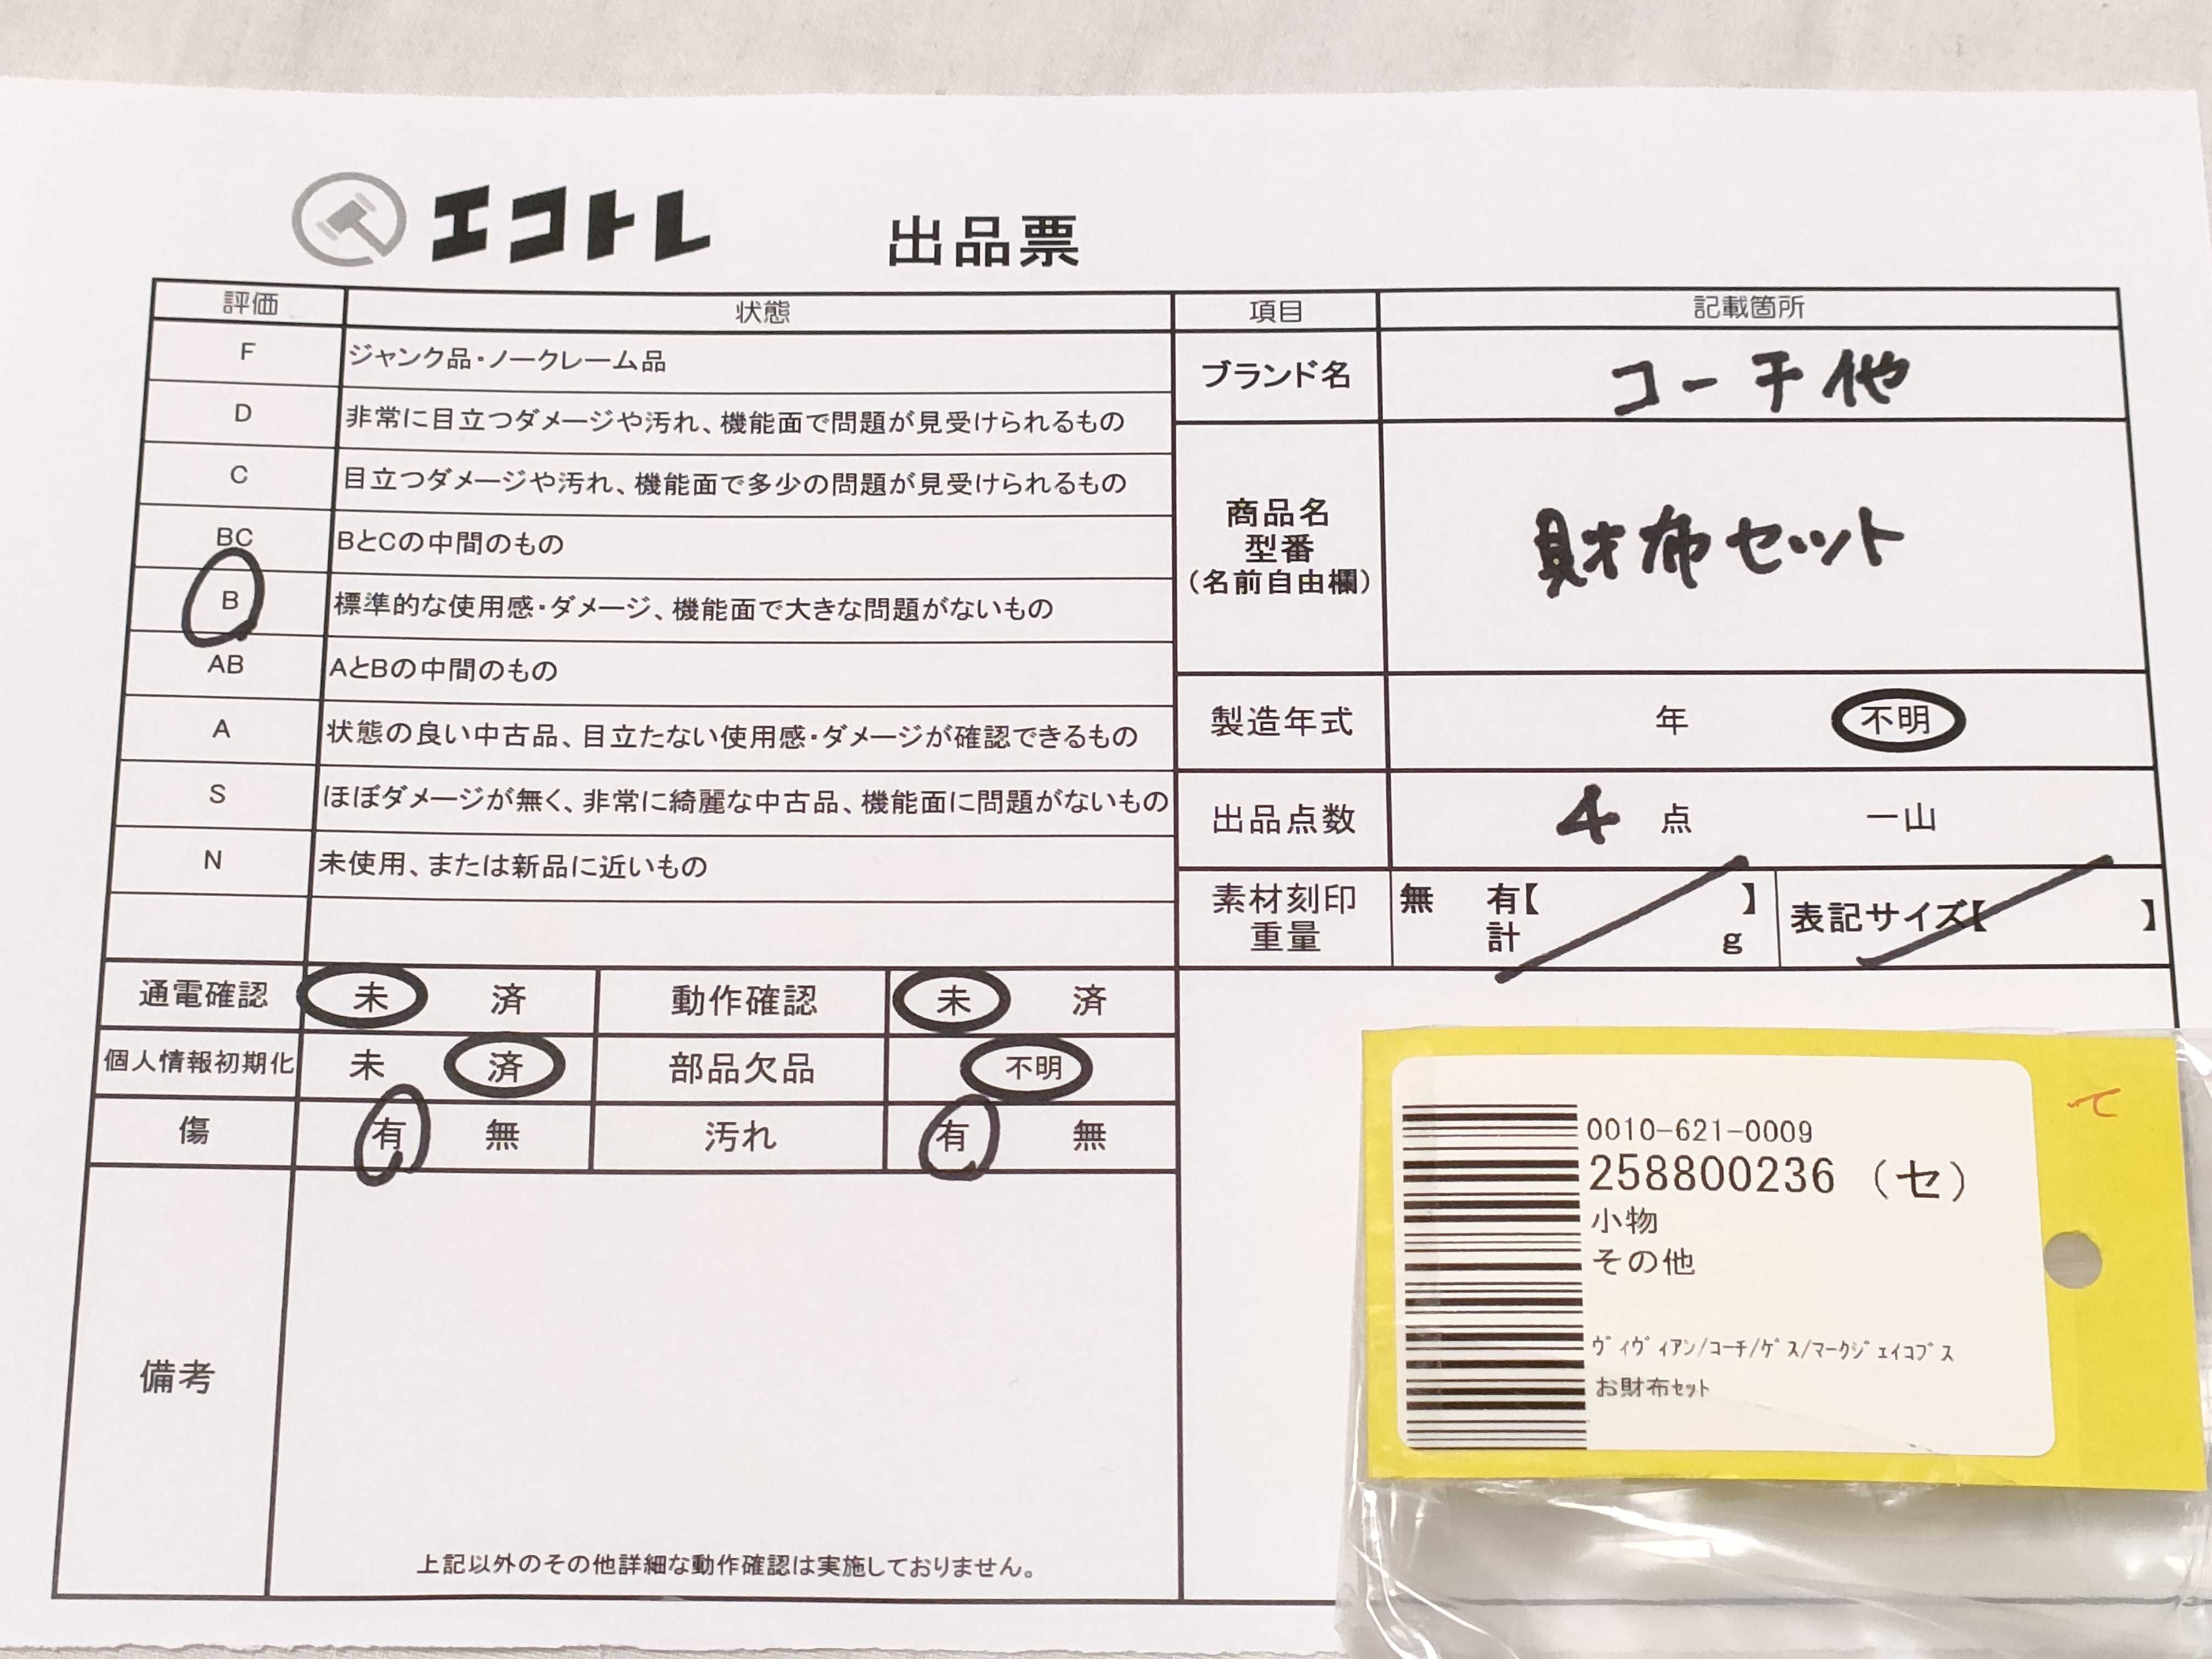 エコトレ 出品票
評価 状態
F ジャンク品・ノークレーム品
D 非常に目立つダメージや汚れ、機能面で問題が見受けられるもの
C 目立つダメージや汚れ、機能面で多少の問題が見受けられるもの
BC BとCの中間のもの
B 標準的な使用感・ダメージ、機能面で大きな問題がないもの
AB AとBの中間のもの
A 状態の良い中古品、目立たない使用感・ダメージが確認できるもの
S ほぼダメージが無く、非常に綺麗な中古品、機能面に問題がないもの
N 未使用、または新品に近いもの
項目 記載箇所
ブランド名 コーチ他
商品名
型番
(名前自由欄)
財布セット
製造年式 年 不明
出品点数 4 点 一山
素材刻印 無 有【 】 表記サイズ【 】
重量 計 g
通電確認 未 済 動作確認 未 済
個人情報初期化 未 済 部品欠品 不明
傷 有 無 汚れ 有 無
備考
上記以外のその他詳細な動作確認は実施しておりません。
0010-621-0009
258800236 (セ)
小物
その他
ヴィヴィアン/コーチ/ゲス/マークジェイコブス
お財布セット